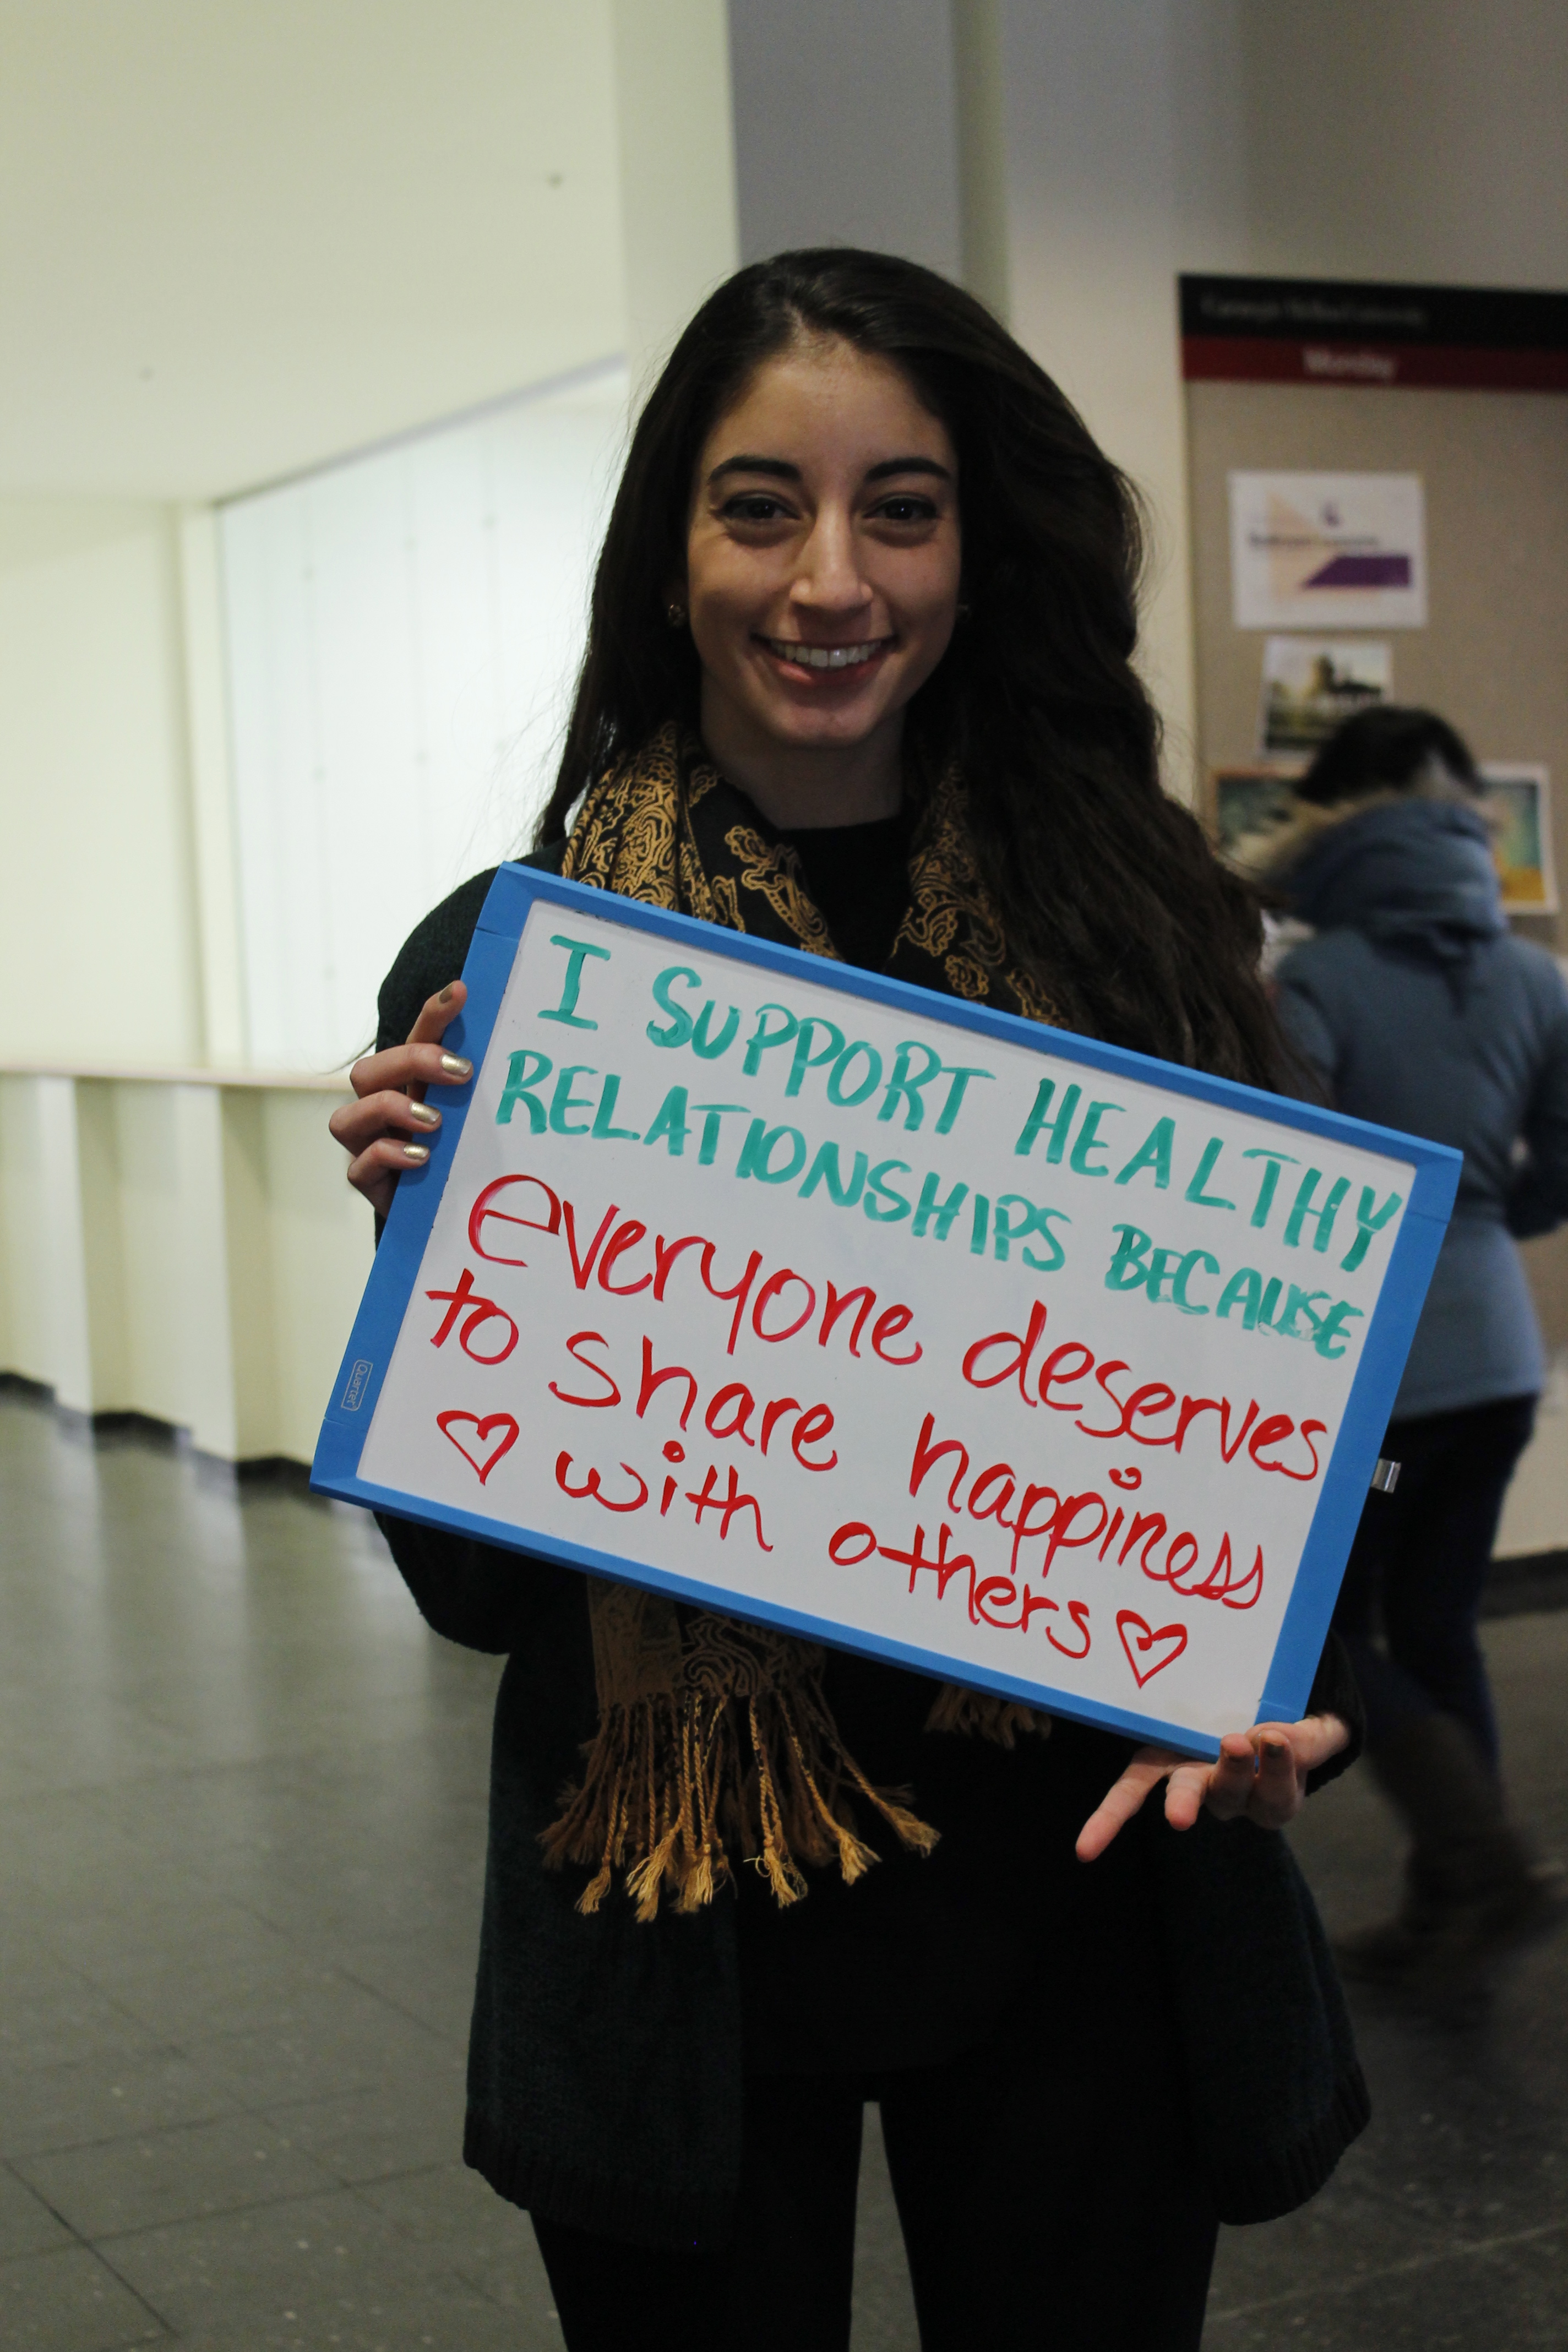 Carnegie Mellon University
Monday
I SUPPORT HEALTHY
RELATIONSHIPS BECAUSE
everyone deserves
to share happiness
♡ with others ♡
Quartet